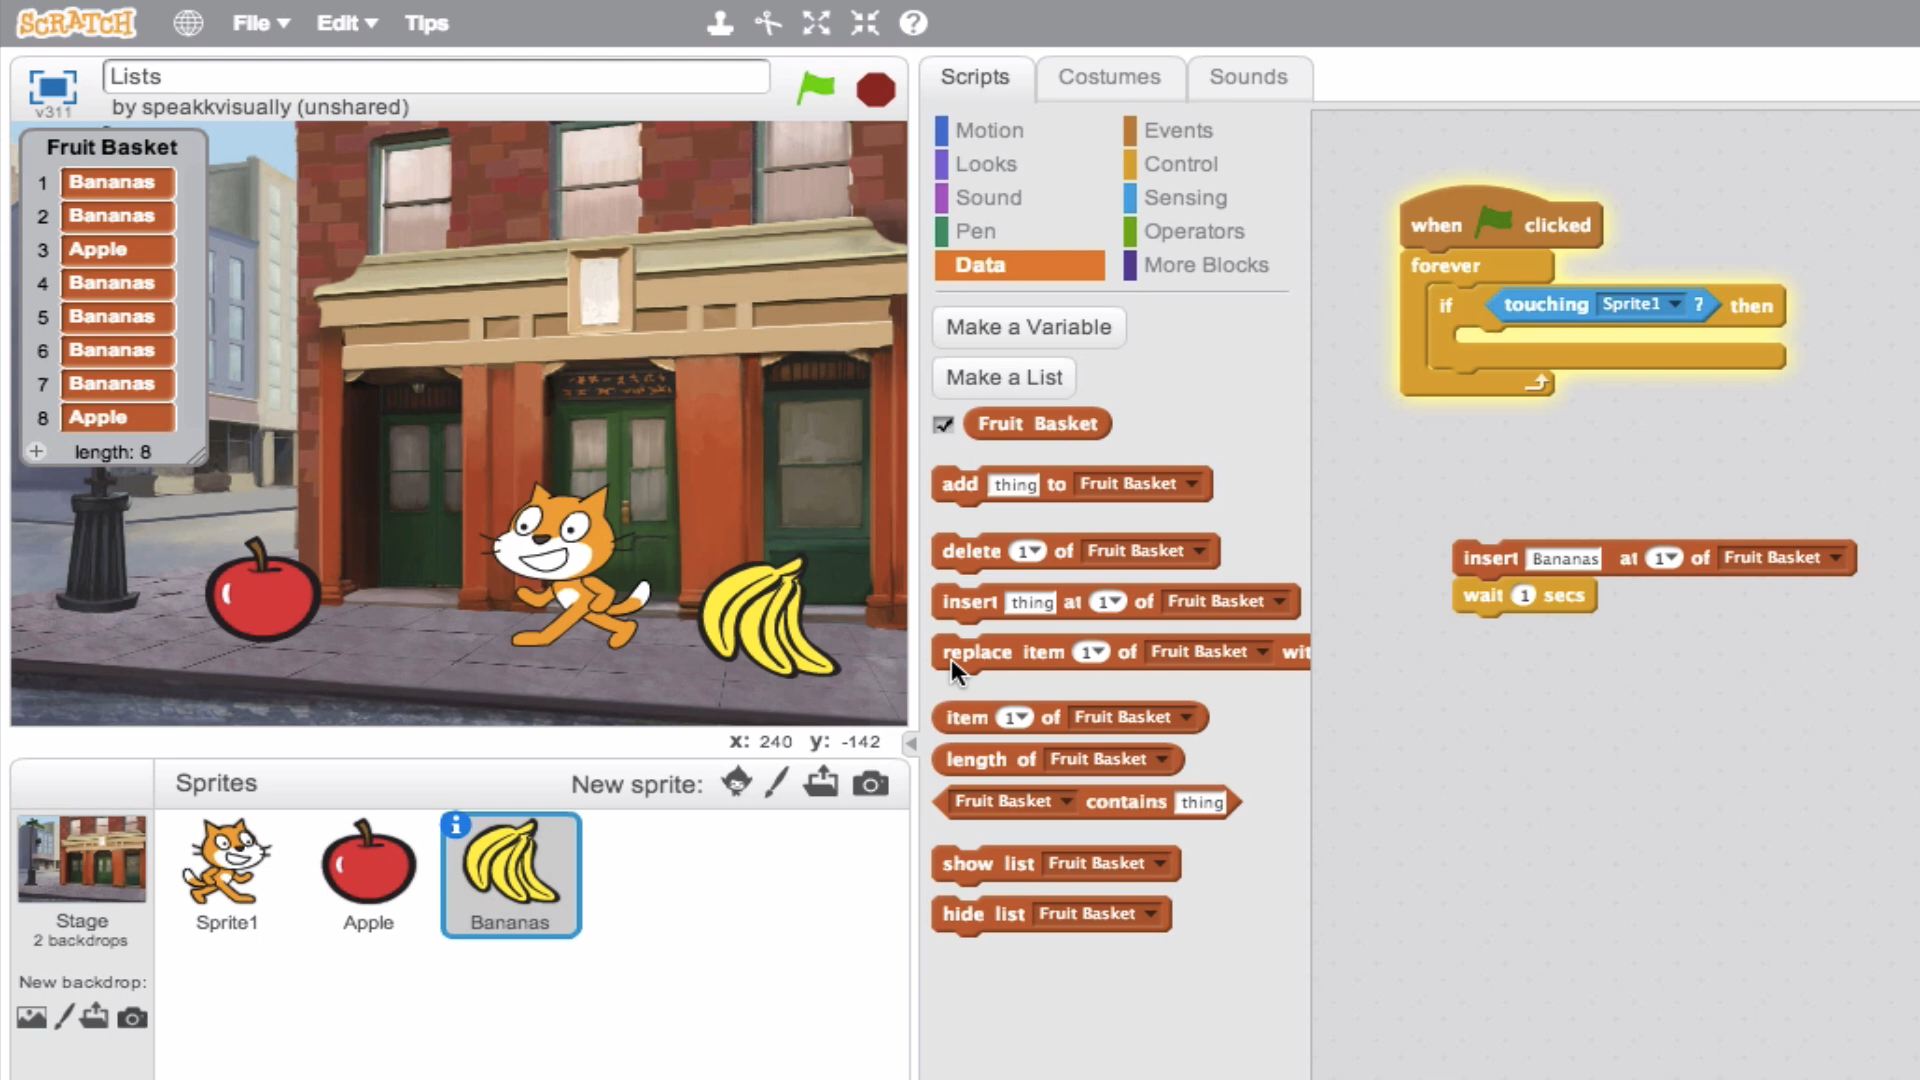 SCRATCH File Edit Tips
Lists
v311
by speakkvisually (unshared)
Fruit Basket
1 Bananas
2 Bananas
3 Apple
4 Bananas
5 Bananas
6 Bananas
7 Bananas
8 Apple
+ length: 8
x: 240 y: -142
Sprites New sprite:
Sprite1
Apple
Bananas
Stage
2 backdrops
New backdrop:
Scripts Costumes Sounds
Motion Events
Looks Control
Sound Sensing
Pen Operators
Data More Blocks
Make a Variable
Make a List
Fruit Basket
add thing to Fruit Basket
delete 1 of Fruit Basket
insert thing at 1 of Fruit Basket
replace item 1 of Fruit Basket wit
item 1 of Fruit Basket
length of Fruit Basket
Fruit Basket contains thing
show list Fruit Basket
hide list Fruit Basket
when clicked
forever
if touching Sprite1 ? then
insert Bananas at 1 of Fruit Basket
wait 1 secs